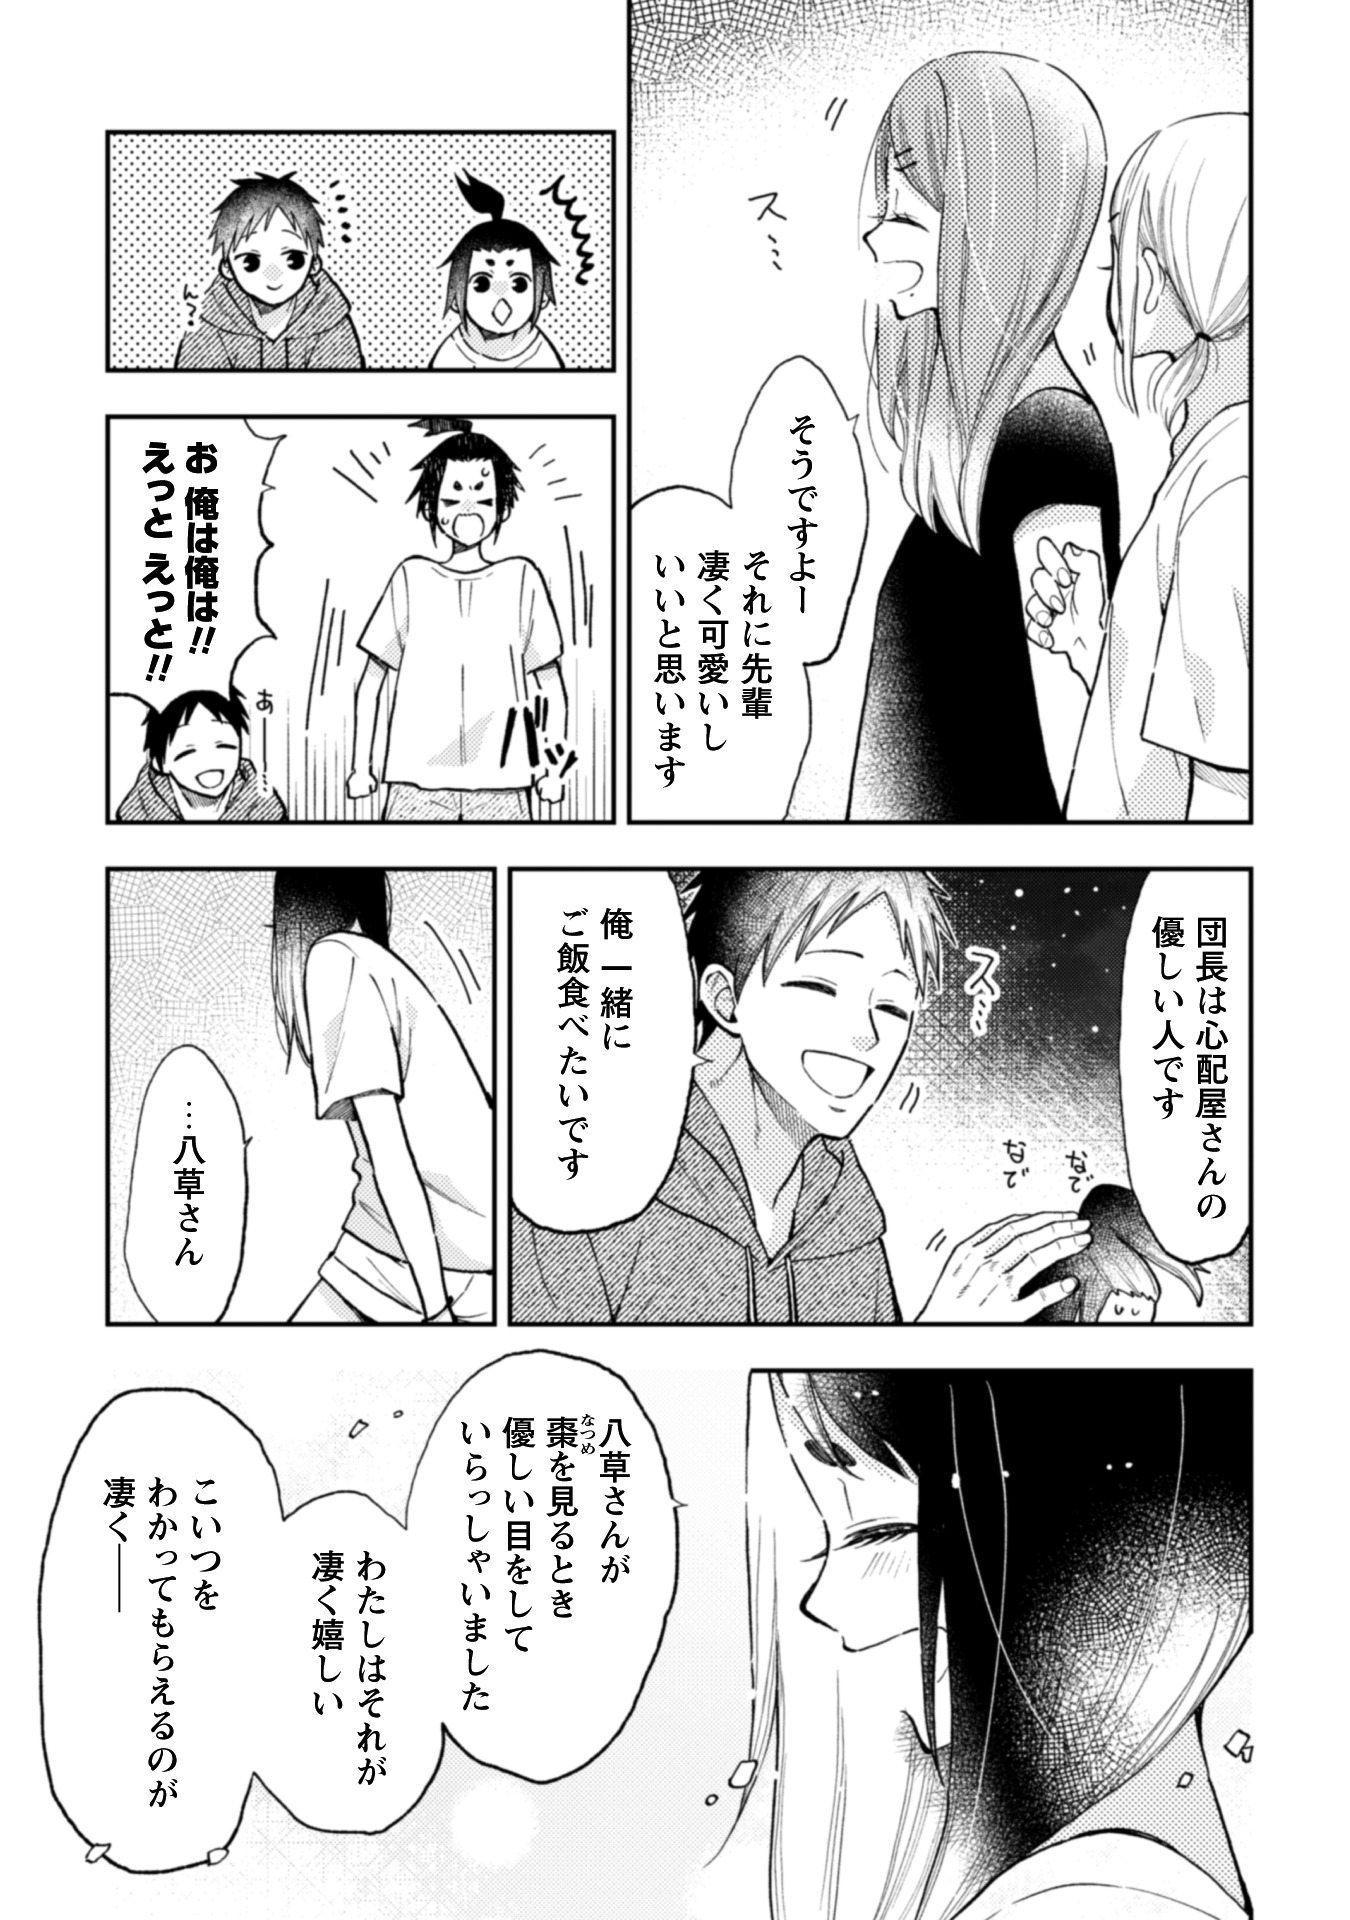 ス…
そうですよー
それに先輩
凄く可愛いし
いいと思います
ん?
お 俺は俺は!!
えっと えっと!!
あー…
バッ
団長は心配屋さんの
優しい人です
ス…
なで
なで
俺 一緒に
ご飯食べたいです
…八草さん
八草さんが
棗を見るとき
なつめ
優しい目をして
いらっしゃいました
わたしはそれが
凄く嬉しい
こいつを
わかってもらえるのが
凄く――